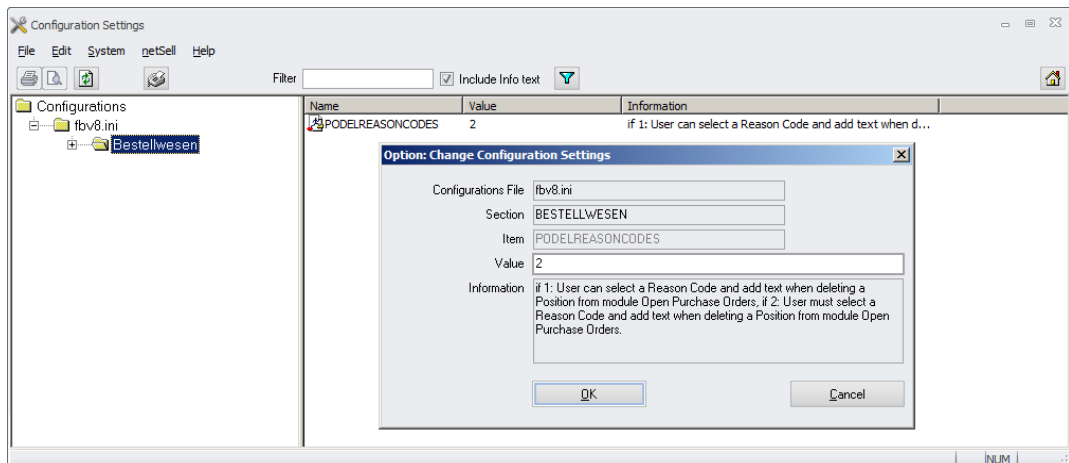 Configuration Settings
File Edit System netSell Help
Filter Include Info text
Configurations
fbv8.ini
Bestellwesen
Name Value Information
PODELREASONCODES 2 if 1: User can select a Reason Code and add text when d...
Option: Change Configuration Settings
Configurations File fbv8.ini
Section BESTELLWESEN
Item PODELREASONCODES
Value 2
Information if 1: User can select a Reason Code and add text when deleting a
Position from module Open Purchase Orders, if 2: User must select a
Reason Code and add text when deleting a Position from module Open
Purchase Orders.
OK Cancel
NUM